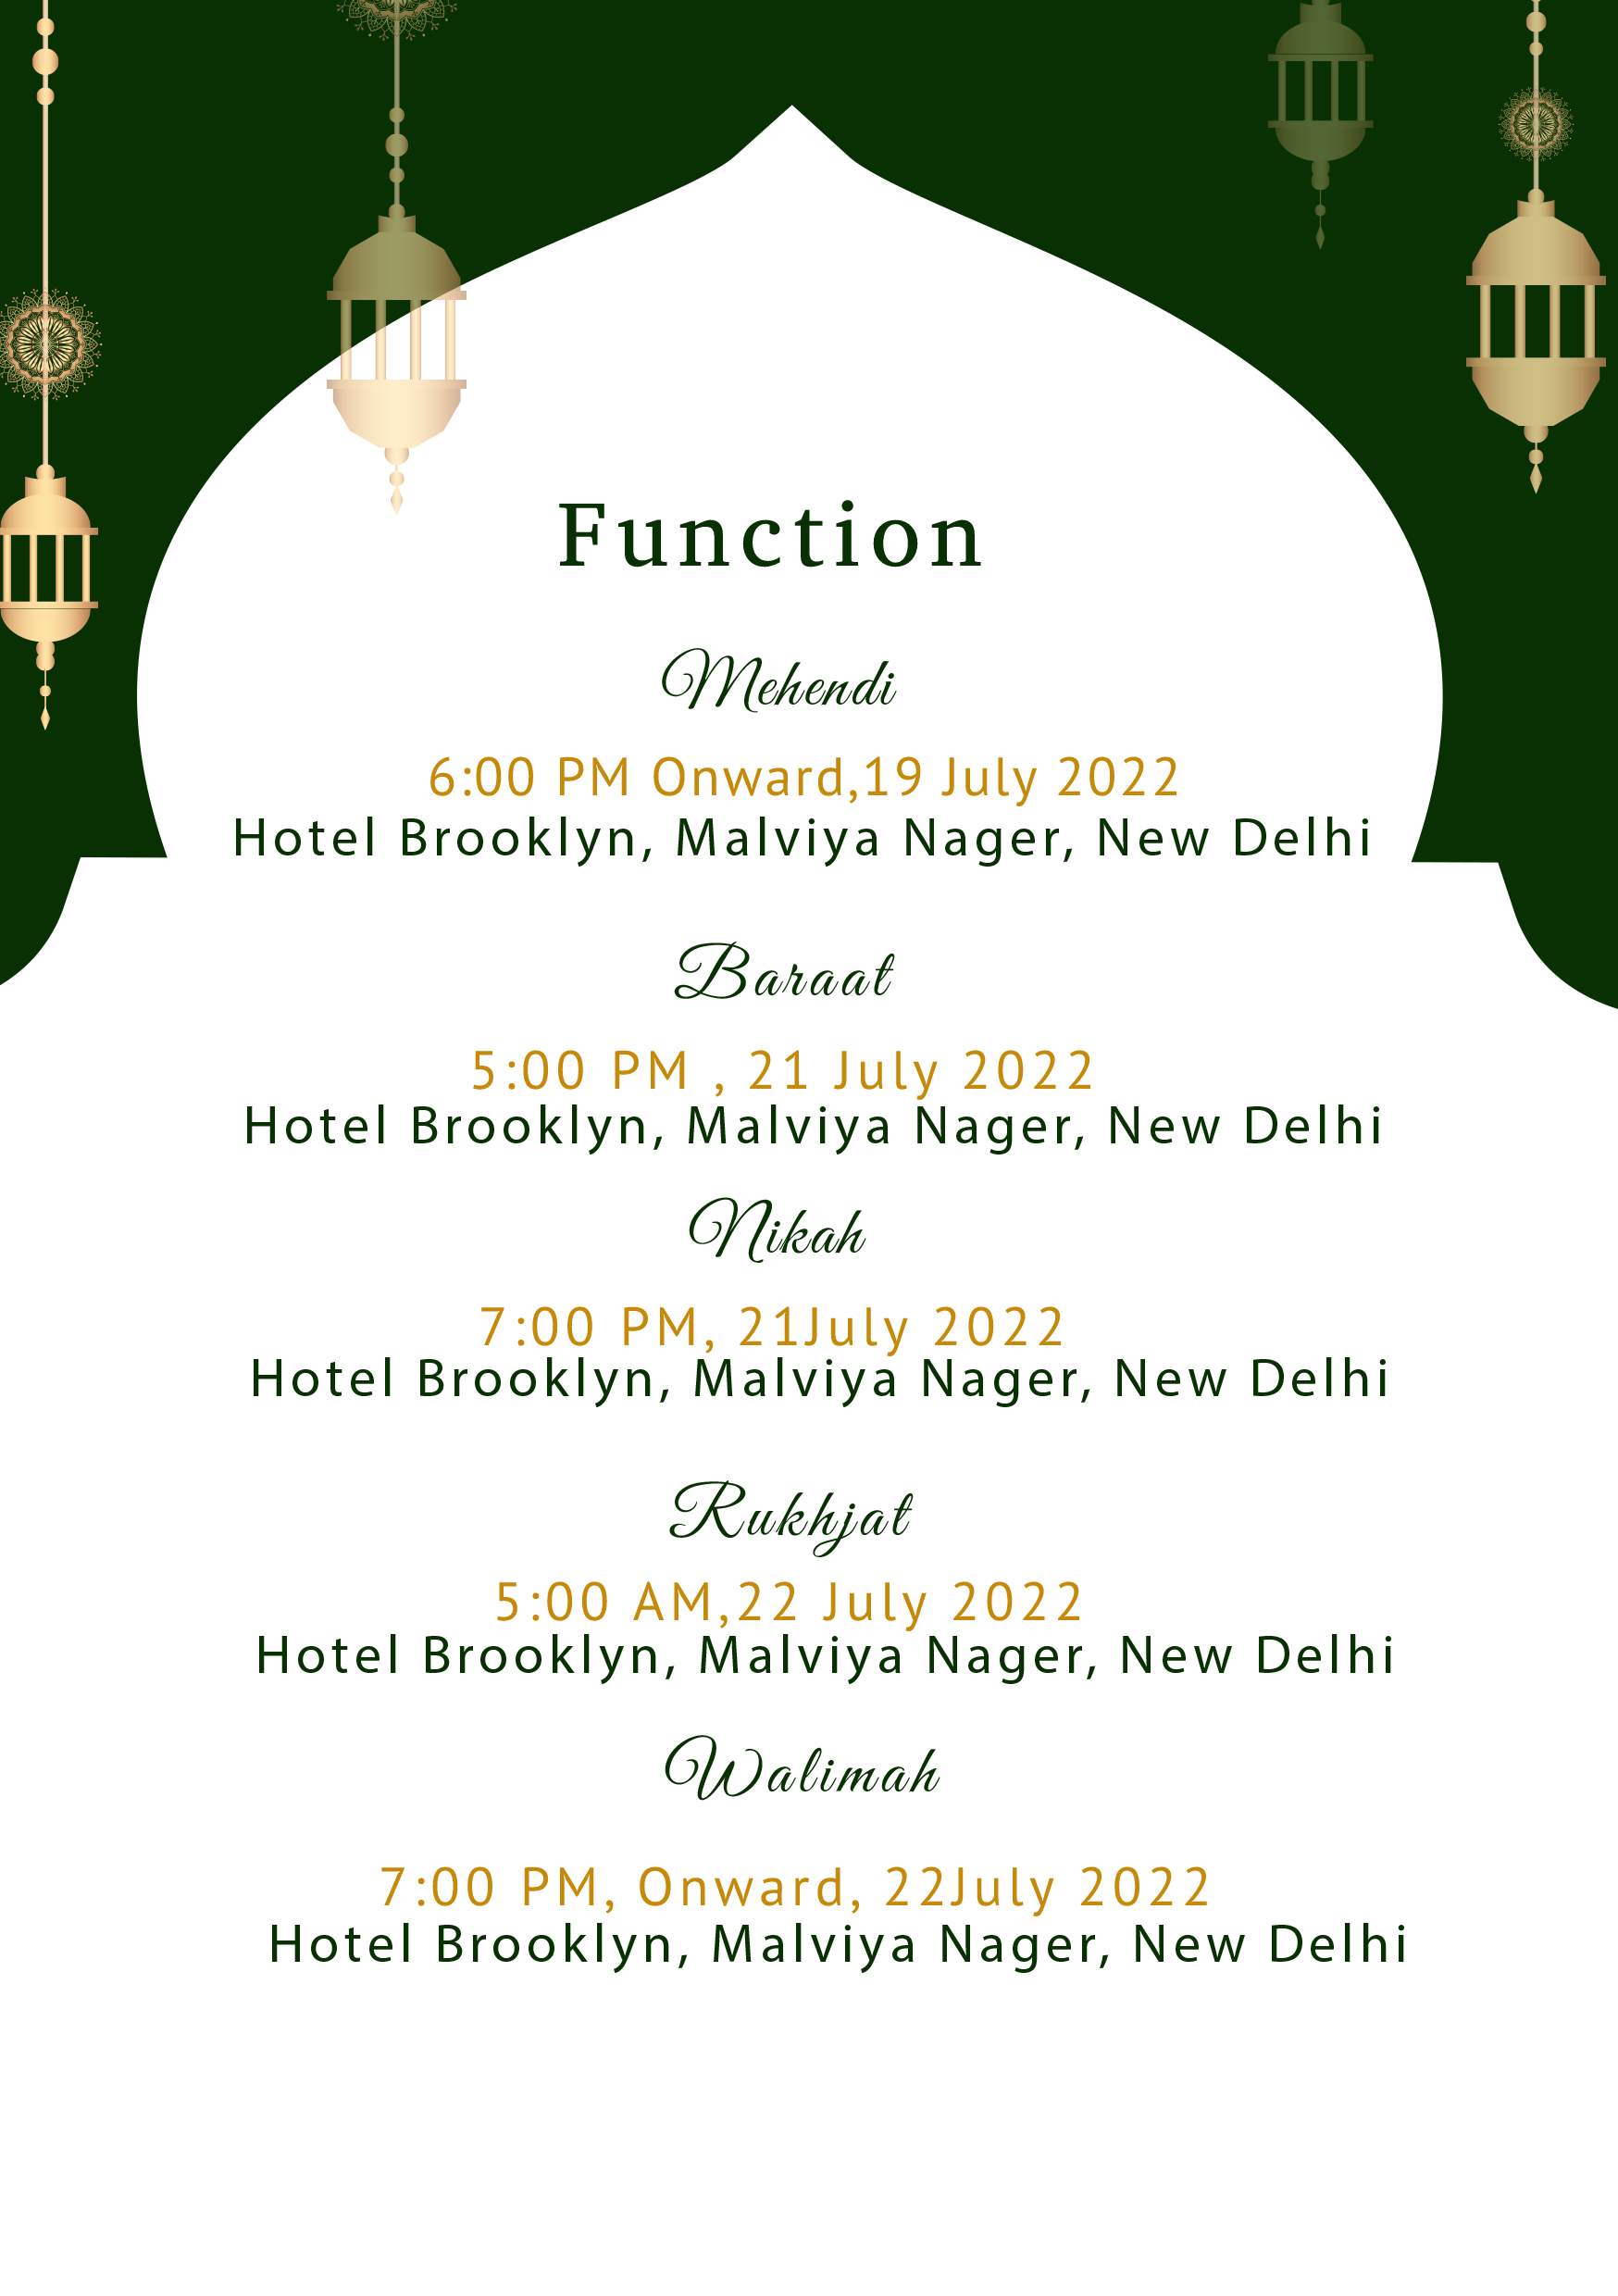 Function
Mehendi
6:00 PM Onward,19 July 2022
Hotel Brooklyn, Malviya Nager, New Delhi
Baraat
5:00 PM , 21 July 2022
Hotel Brooklyn, Malviya Nager, New Delhi
Nikah
7:00 PM, 21July 2022
Hotel Brooklyn, Malviya Nager, New Delhi
Rukhjat
5:00 AM,22 July 2022
Hotel Brooklyn, Malviya Nager, New Delhi
Walimah
7:00 PM, Onward, 22July 2022
Hotel Brooklyn, Malviya Nager, New Delhi